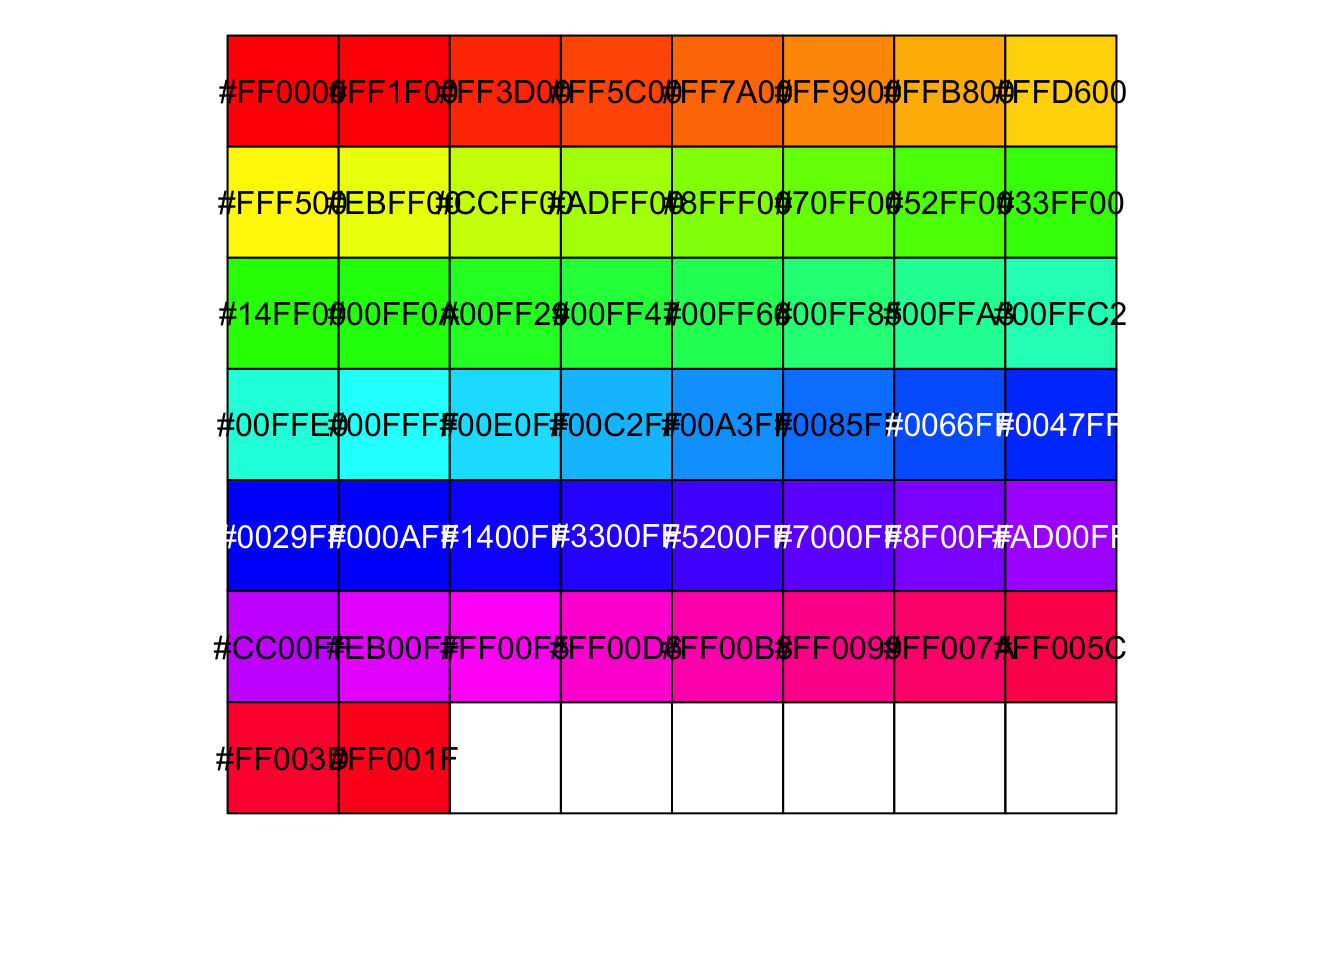 #FF0000 #FF1F00 #FF3D00 #FF5C00 #FF7A00 #FF9900 #FFB800 #FFD600
#FFF500 #EBFF00 #CCFF00 #ADFF00 #8FFF00 #70FF00 #52FF00 #33FF00
#14FF00 #00FF0A #00FF29 #00FF47 #00FF66 #00FF85 #00FFA3 #00FFC2
#00FFE0 #00FFFF #00E0FF #00C2FF #00A3FF #0085FF #0066FF #0047FF
#0029FF #000AFF #1400FF #3300FF #5200FF #7000FF #8F00FF #AD00FF
#CC00FF #EB00FF #FF00F5 #FF00D6 #FF00B8 #FF0099 #FF007A #FF005C
#FF003D #FF001F